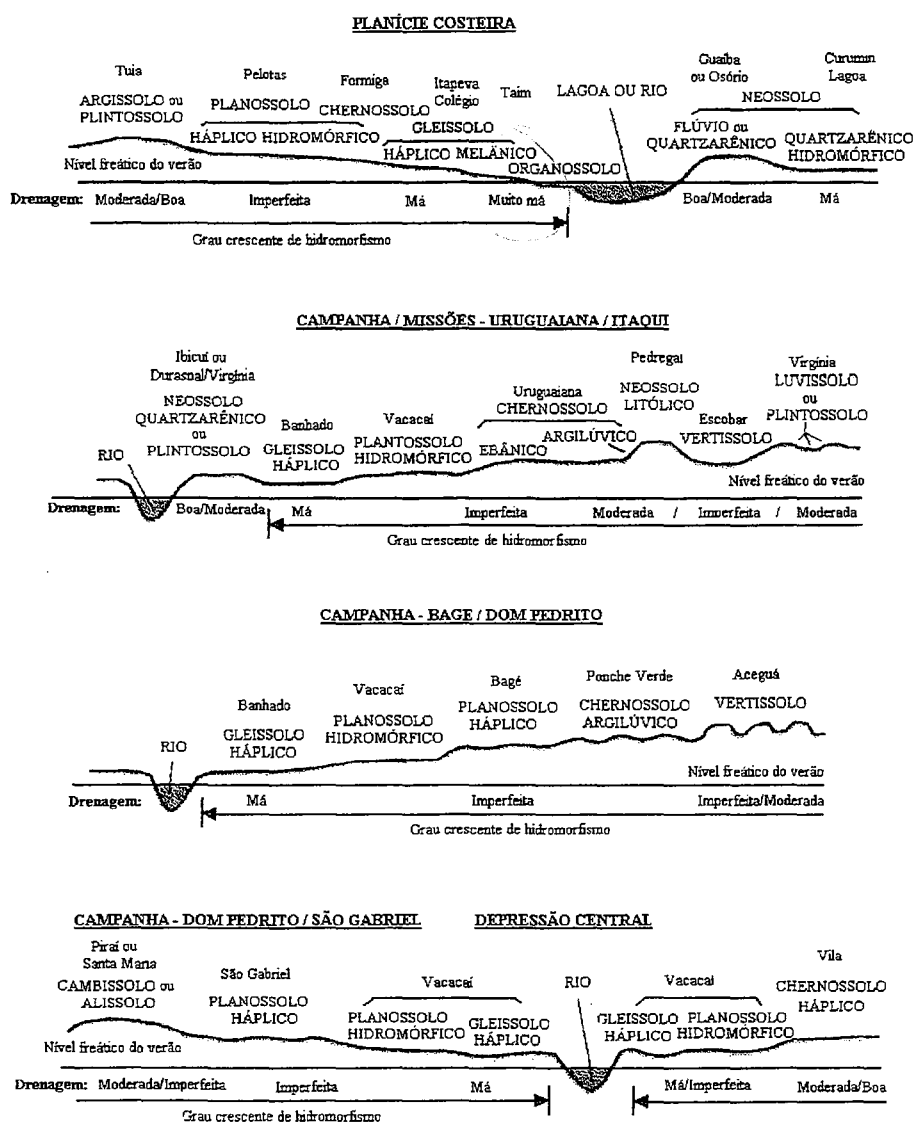 PLANÍCIE COSTEIRA
Tuia Pelotas Formiga Itapeva Colégio Taim LAGOA OU RIO Guaíba ou Osório Curumin Lagoa
ARGISSOLO ou PLINTOSSOLO PLANOSSOLO CHERNOSSOLO GLEISSOLO NEOSSOLO
HÁPLICO HIDROMÓRFICO HÁPLICO MELÂNICO ORGANOSSOLO FLÚVIO ou QUARTZARÊNICO QUARTZARÊNICO HIDROMÓRFICO
Nível freático do verão
Drenagem: Moderada/Boa Imperfeita Má Muito má Boa/Moderada Má
Grau crescente de hidromorfismo
CAMPANHA / MISSÕES - URUGUAIANA / ITAQUI
Ibicuí ou Durasnal/Virgínia Banhado Vacacaí Uruguaiana Pedregal Escobar Virgínia
RIO NEOSSOLO QUARTZARÊNICO ou PLINTOSSOLO GLEISSOLO HÁPLICO PLANTOSSOLO HIDROMÓRFICO CHERNOSSOLO EBÂNICO ARGILÚVICO NEOSSOLO LITÓLICO VERTISSOLO LUVISSOLO ou PLINTOSSOLO
Nível freático do verão
Drenagem: Boa/Moderada Má Imperfeita Moderada / Imperfeita / Moderada
Grau crescente de hidromorfismo
CAMPANHA - BAGE / DOM PEDRITO
Banhado Vacacaí Bagé Ponche Verde Aceguá
RIO GLEISSOLO HÁPLICO PLANOSSOLO HIDROMÓRFICO PLANOSSOLO HÁPLICO CHERNOSSOLO ARGILÚVICO VERTISSOLO
Nível freático do verão
Drenagem: Má Imperfeita Imperfeita/Moderada
Grau crescente de hidromorfismo
CAMPANHA - DOM PEDRITO / SÃO GABRIEL DEPRESSÃO CENTRAL
Piraí ou Santa Maria São Gabriel Vacacaí RIO Vacacaí Vila
CAMBISSOLO ou ALISSOLO PLANOSSOLO HÁPLICO PLANOSSOLO HIDROMÓRFICO GLEISSOLO HÁPLICO GLEISSOLO HÁPLICO PLANOSSOLO HIDROMÓRFICO CHERNOSSOLO HÁPLICO
Nível freático do verão
Drenagem: Moderada/Imperfeita Imperfeita Má Má/Imperfeita Moderada/Boa
Grau crescente de hidromorfismo